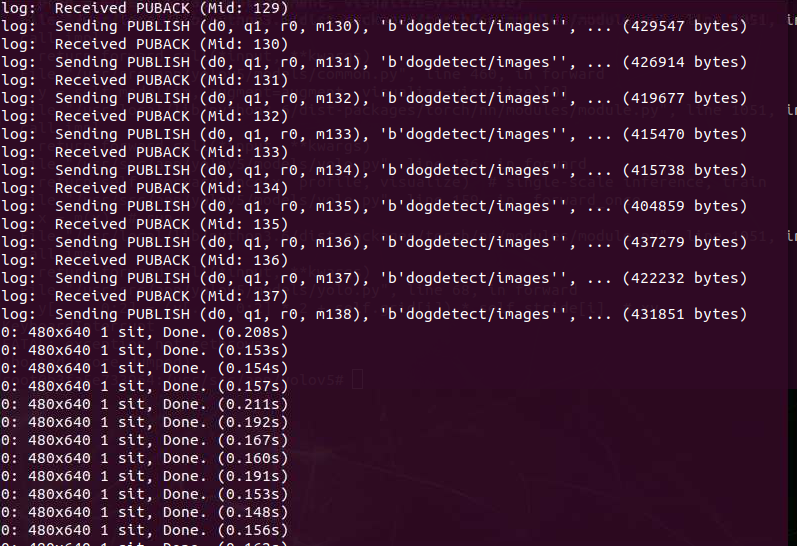 log:  Received PUBACK (Mid: 129)
log:  Sending PUBLISH (d0, q1, r0, m130), 'b'dogdetect/images'', ... (429547 bytes)
log:  Received PUBACK (Mid: 130)
log:  Sending PUBLISH (d0, q1, r0, m131), 'b'dogdetect/images'', ... (426914 bytes)
log:  Received PUBACK (Mid: 131)
log:  Sending PUBLISH (d0, q1, r0, m132), 'b'dogdetect/images'', ... (419677 bytes)
log:  Received PUBACK (Mid: 132)
log:  Sending PUBLISH (d0, q1, r0, m133), 'b'dogdetect/images'', ... (415470 bytes)
log:  Received PUBACK (Mid: 133)
log:  Sending PUBLISH (d0, q1, r0, m134), 'b'dogdetect/images'', ... (415738 bytes)
log:  Received PUBACK (Mid: 134)
log:  Sending PUBLISH (d0, q1, r0, m135), 'b'dogdetect/images'', ... (404859 bytes)
log:  Received PUBACK (Mid: 135)
log:  Sending PUBLISH (d0, q1, r0, m136), 'b'dogdetect/images'', ... (437279 bytes)
log:  Received PUBACK (Mid: 136)
log:  Sending PUBLISH (d0, q1, r0, m137), 'b'dogdetect/images'', ... (422232 bytes)
log:  Received PUBACK (Mid: 137)
log:  Sending PUBLISH (d0, q1, r0, m138), 'b'dogdetect/images'', ... (431851 bytes)
0: 480x640 1 sit, Done. (0.208s)
0: 480x640 1 sit, Done. (0.153s)
0: 480x640 1 sit, Done. (0.154s)
0: 480x640 1 sit, Done. (0.157s)
0: 480x640 1 sit, Done. (0.211s)
0: 480x640 1 sit, Done. (0.192s)
0: 480x640 1 sit, Done. (0.167s)
0: 480x640 1 sit, Done. (0.160s)
0: 480x640 1 sit, Done. (0.191s)
0: 480x640 1 sit, Done. (0.153s)
0: 480x640 1 sit, Done. (0.148s)
0: 480x640 1 sit, Done. (0.156s)